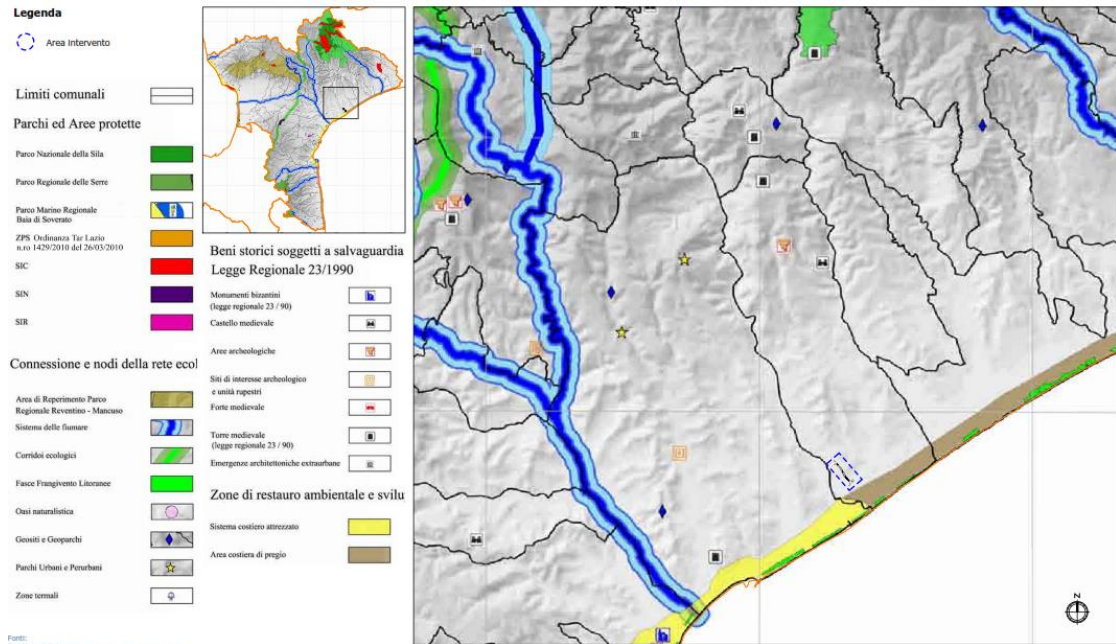 Legenda
Area intervento
Limiti comunali
Parchi ed Aree protette
Parco Nazionale della Sila
Parco Regionale delle Serre
Parco Marino Regionale
Baia di Soverato
ZPS Ordinanza Tar Lazio
n.ro 1429/2010 del 26/03/2010
SIC
SIN
SIR
Connessione e nodi della rete ecol
Area di Reperimento Parco
Regionale Reventino - Mancuso
Sistema delle fiumare
Corridoi ecologici
Fasce Frangivento Litoranee
Oasi naturalistica
Geositi e Geoparchi
Parchi Urbani e Periurbani
Zone termali
Fonti:
Beni storici soggetti a salvaguardia
Legge Regionale 23/1990
Monumenti bizantini
(legge regionale 23 / 90)
Castello medievale
Aree archeologiche
Siti di interesse archeologico
e unità rupestri
Forte medievale
Torre medievale
(legge regionale 23 / 90)
Emergenze architettoniche extraurbane
Zone di restauro ambientale e svilu
Sistema costiero attrezzato
Area costiera di pregio
N